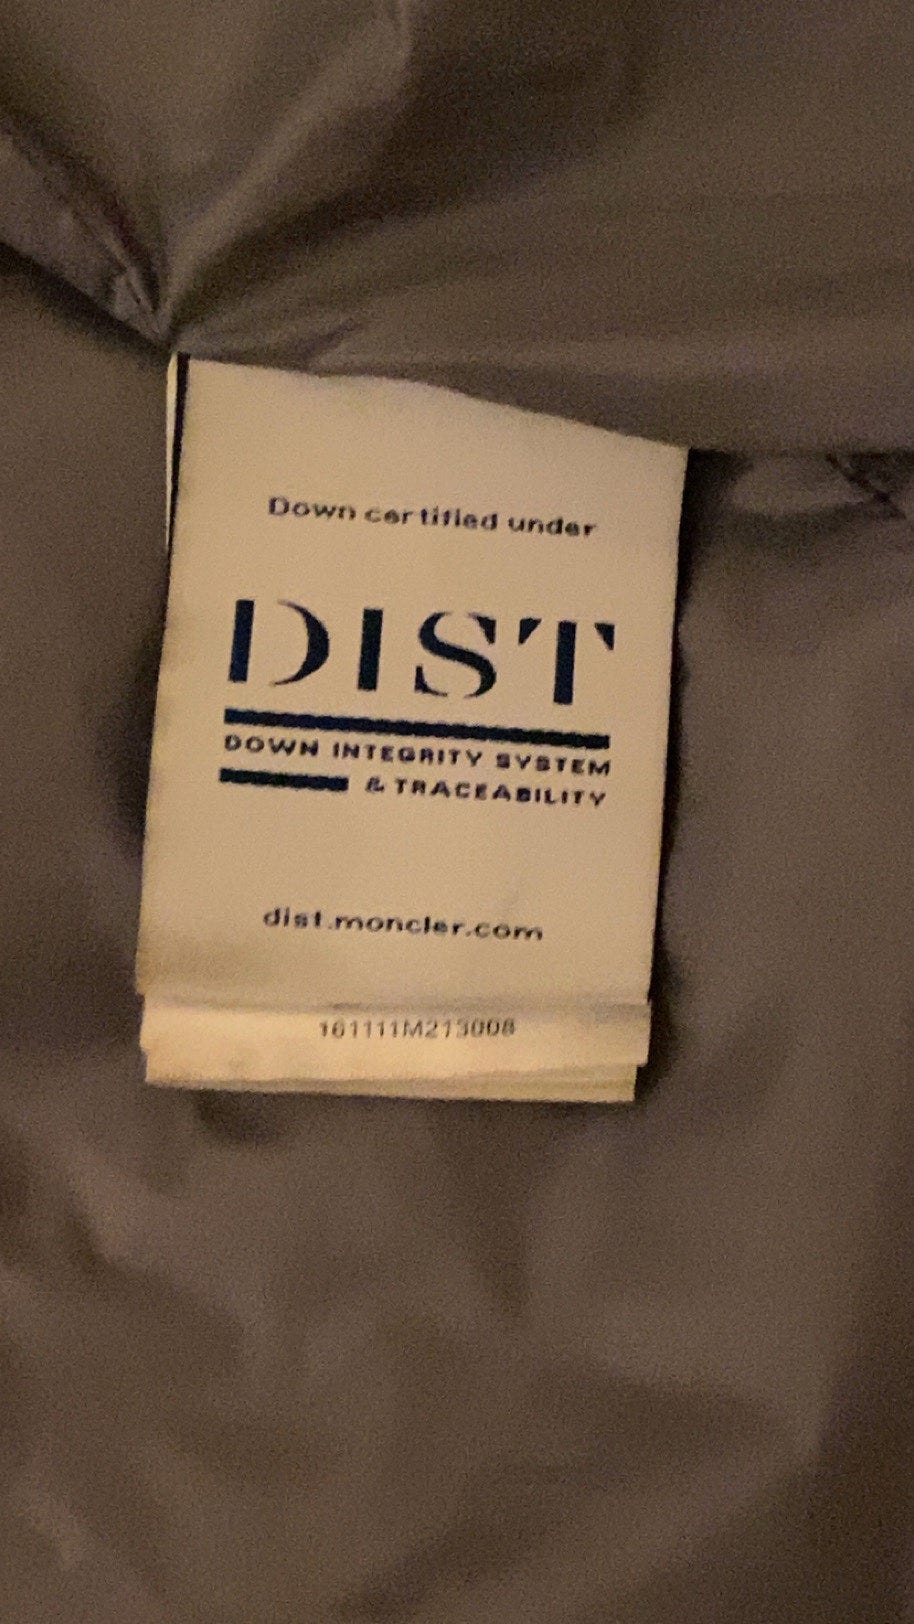 Down certified under
DIST
DOWN INTEGRITY SYSTEM
& TRACEABILITY
dist.moncler.com
161111M213008